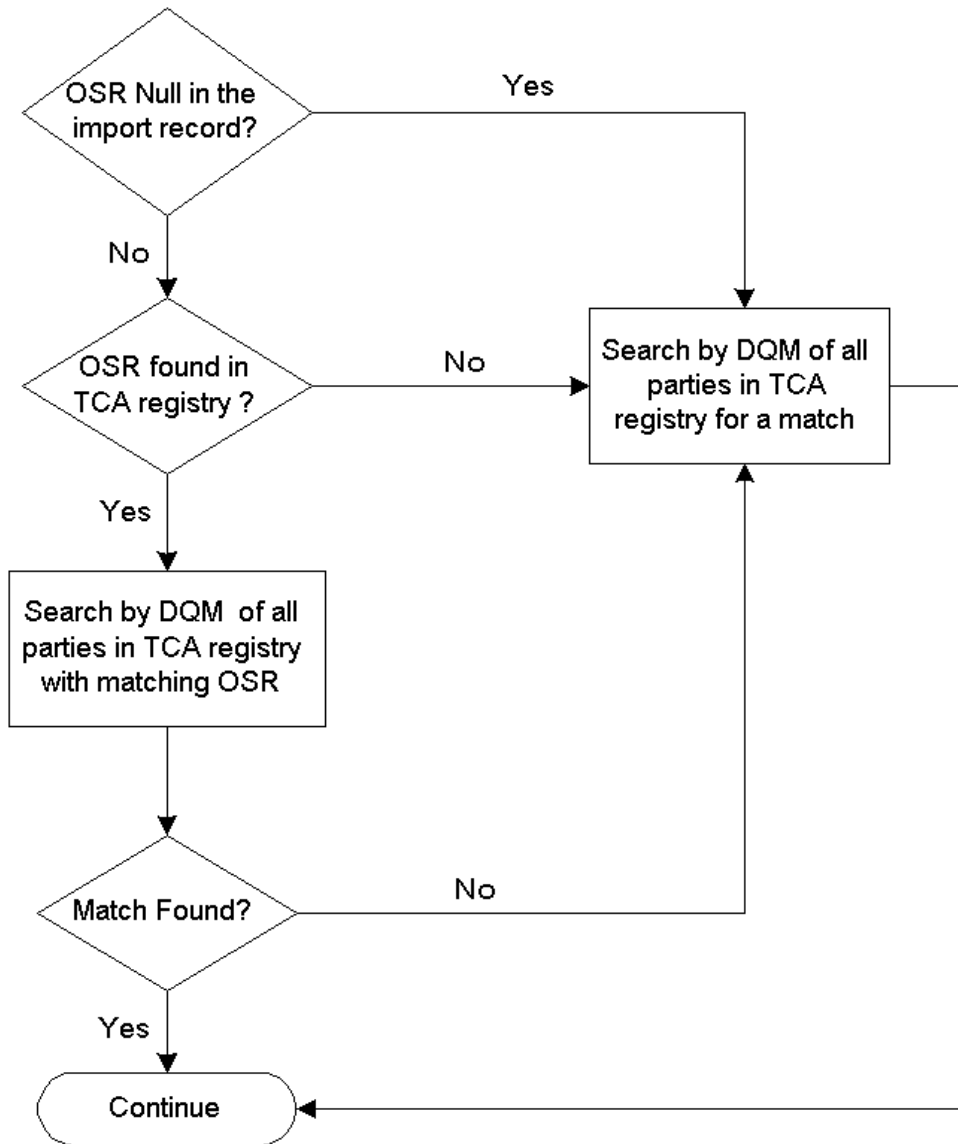 OSR Null in the
import record?
Yes
No
OSR found in
TCA registry ?
No
Search by DQM of all
parties in TCA
registry for a match
Yes
Search by DQM of all
parties in TCA registry
with matching OSR
Match Found?
No
Yes
Continue